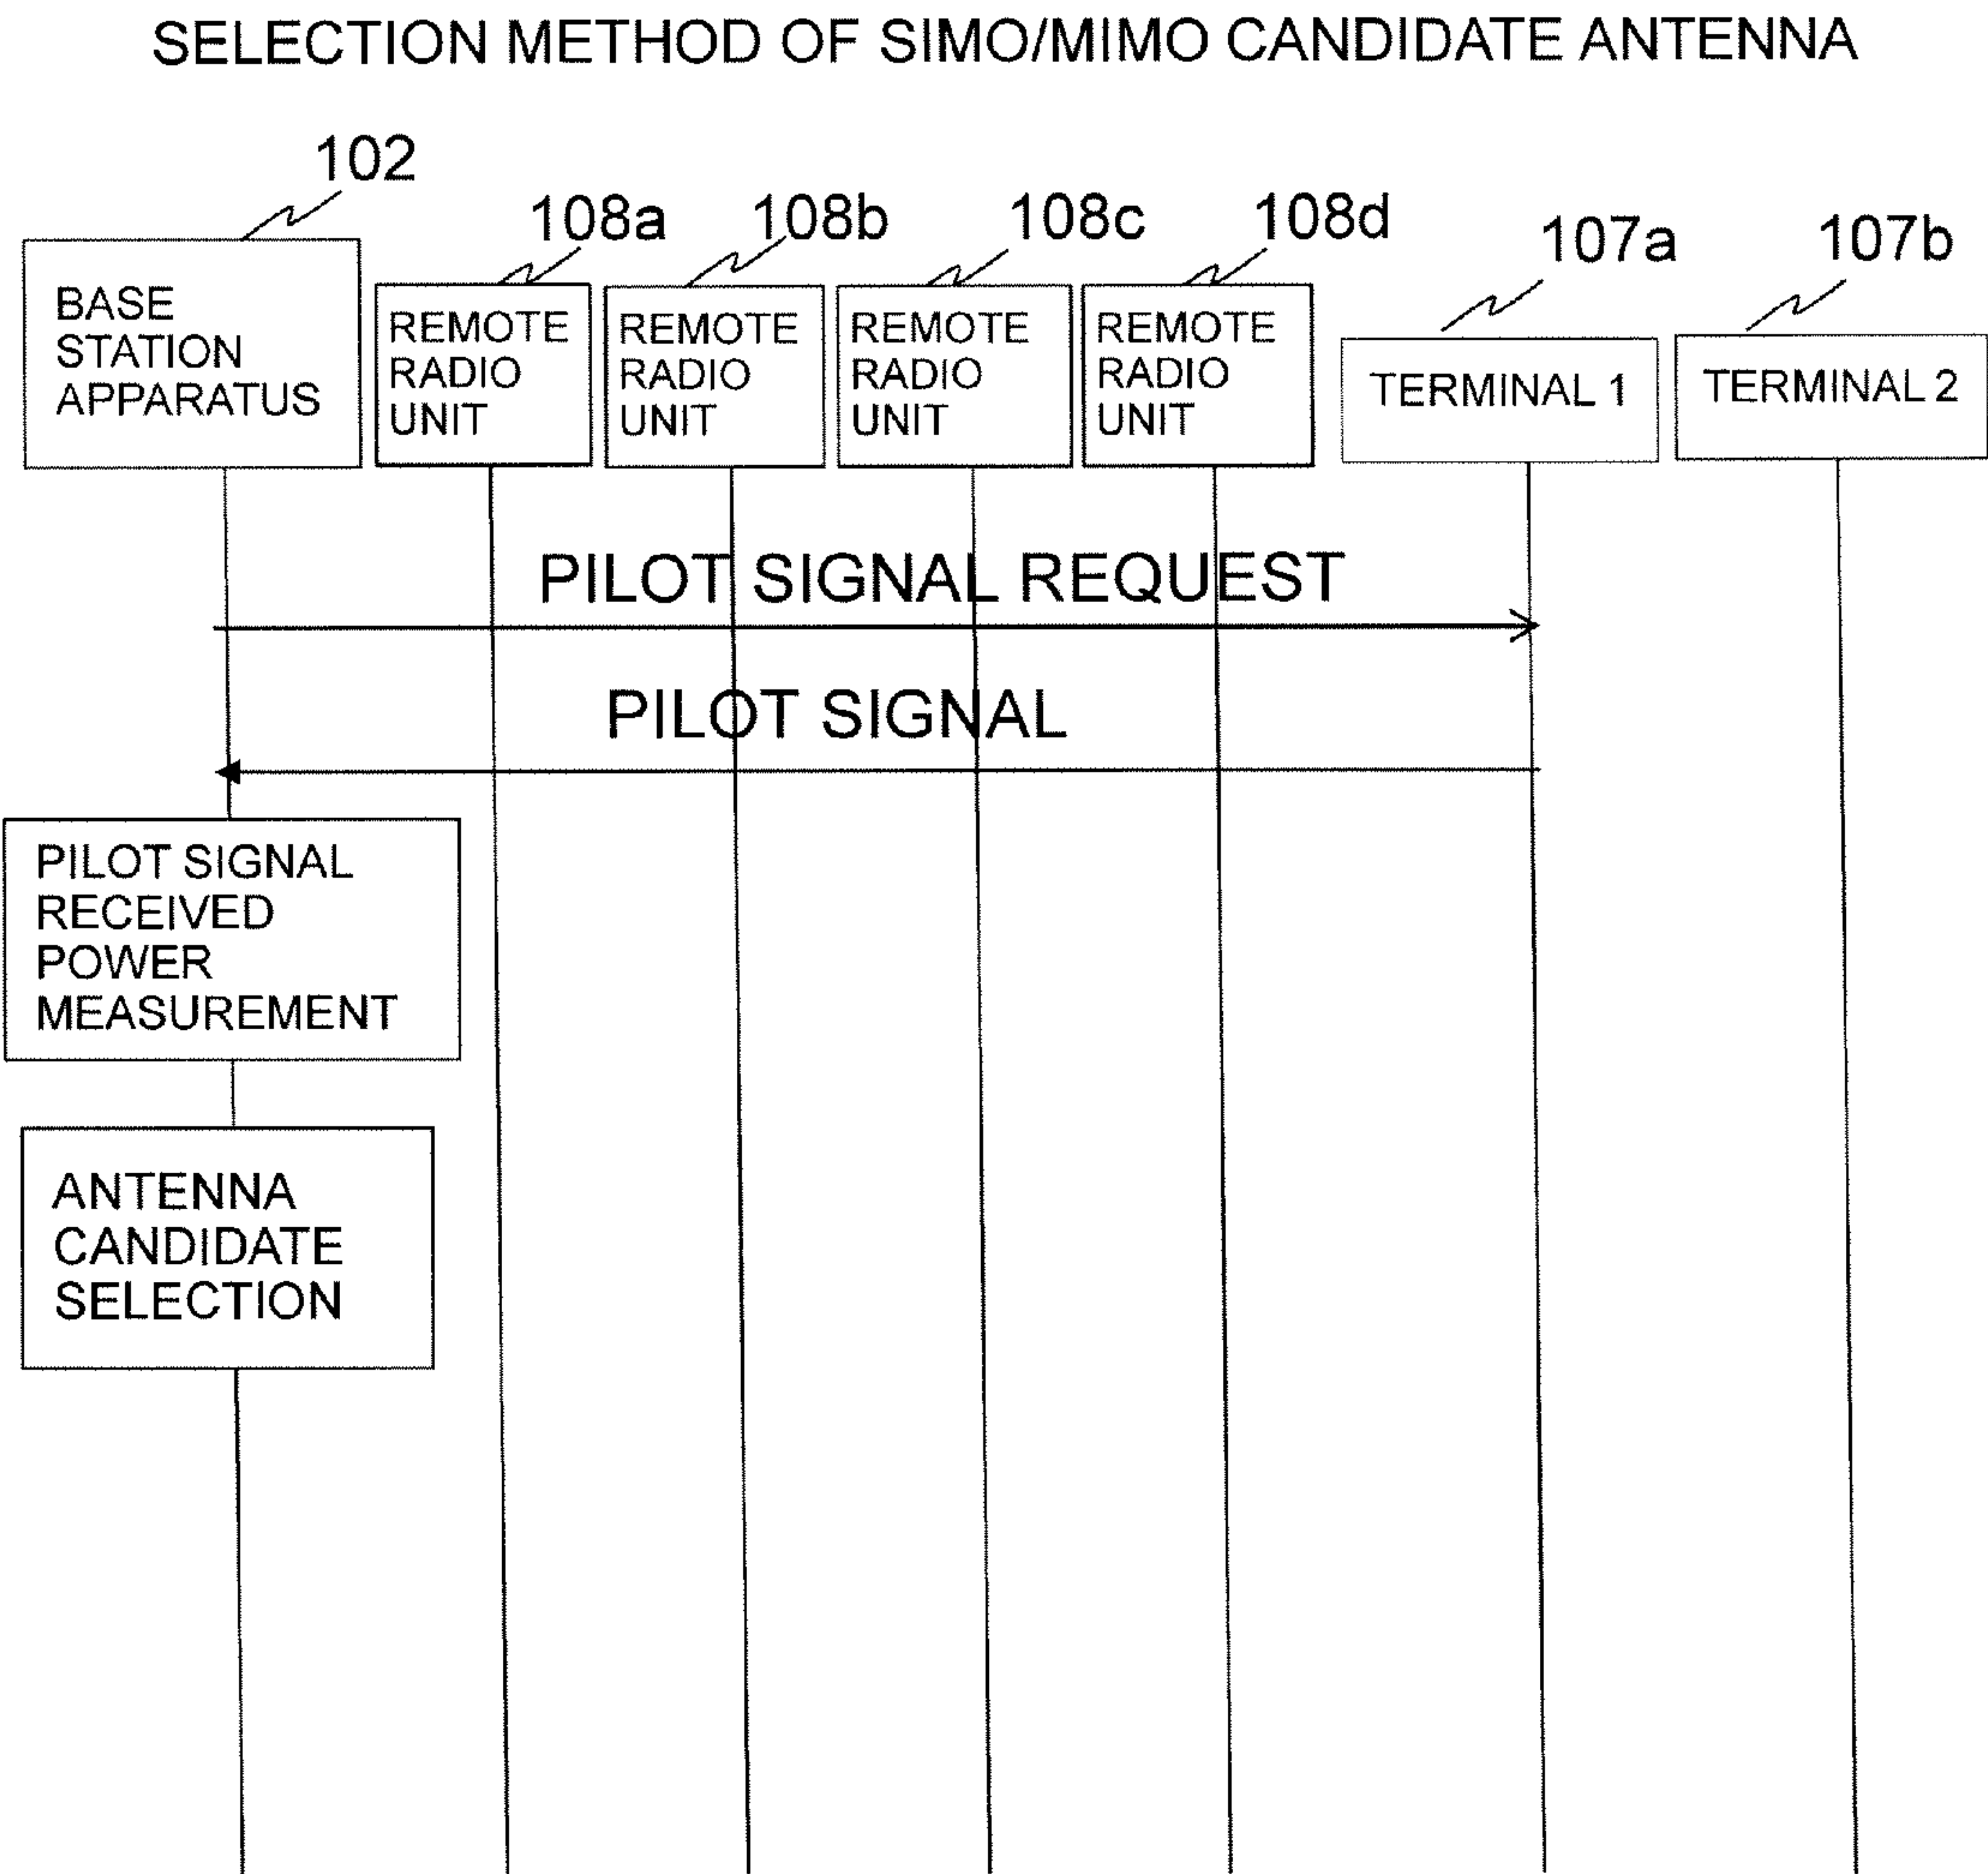 SELECTION METHOD OF SIMO/MIMO CANDIDATE ANTENNA
102
108a
108b
108c
108d
107a
107b
BASE
STATION
APPARATUS
REMOTE
RADIO
UNIT
REMOTE
RADIO
UNIT
REMOTE
RADIO
UNIT
REMOTE
RADIO
UNIT
TERMINAL 1
TERMINAL 2
PILOT SIGNAL REQUEST
PILOT SIGNAL
PILOT SIGNAL
RECEIVED
POWER
MEASUREMENT
ANTENNA
CANDIDATE
SELECTION